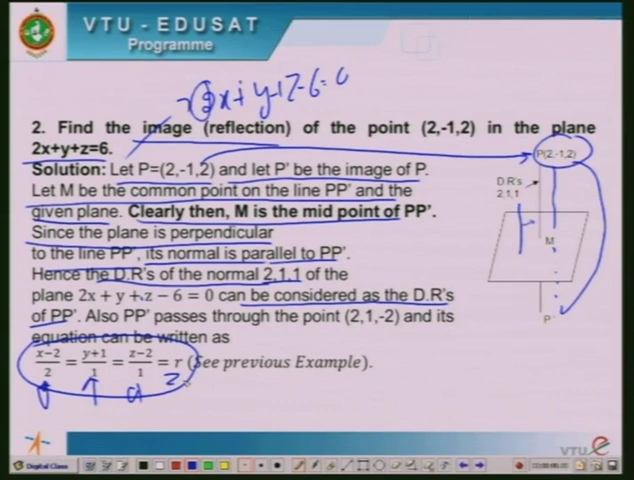 VTU - EDUSAT
Programme
2x+y+z-6=0
2. Find the image (reflection) of the point (2,-1,2) in the plane
2x+y+z=6.
Solution: Let P=(2,-1,2) and let P' be the image of P.
Let M be the common point on the line PP' and the
given plane. Clearly then, M is the mid point of PP'.
Since the plane is perpendicular
to the line PP', its normal is parallel to PP'.
Hence the D.R's of the normal 2,1,1 of the
plane 2x + y + z − 6 = 0 can be considered as the D.R's
of PP'. Also PP' passes through the point (2,1,-2) and its
equation can be written as
x−2/2 = y+1/1 = z−2/1 = r (See previous Example).
P(2,-1,2)
D.R's
2,1,1
M
P'
VTU e
Digital Class